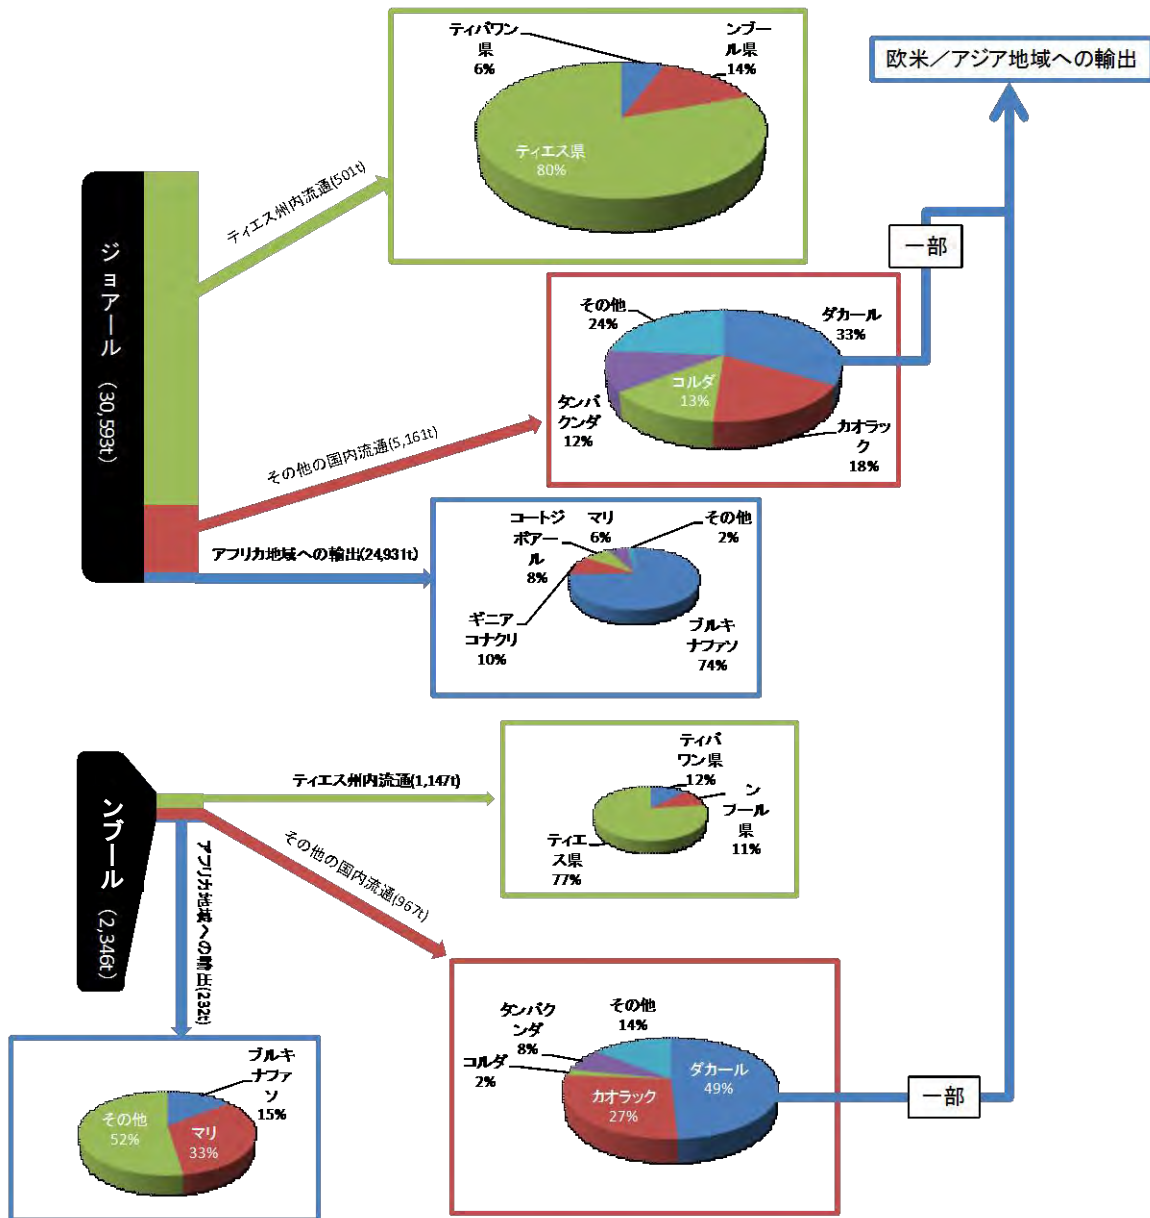 ティバワン
県
6%
ンブー
ル県
14%
ティエス県
80%
欧米／アジア地域への輸出
ジョアール （30,593t）
ティエス州内流通(501t)
一部
その他
24%
ダカール
33%
コルダ
13%
タンバ
クンダ
12%
カオラッ
ク
18%
その他の国内流通(5,161t)
アフリカ地域への輸出(24,931t)
コートジ
ボアー
ル
8%
マリ
6%
その他
2%
ギニア
コナクリ
10%
ブルキ
ナファソ
74%
ンブール （2,346t）
ティエス州内流通(1,147t)
ティバ
ワン県
12%
ン
ブール
県
11%
ティエ
ス県
77%
その他の国内流通(967t)
アフリカ地域への輸出(232t)
タンバク
ンダ
8%
その他
14%
コルダ
2%
ダカール
49%
カオラック
27%
一部
ブルキ
ナファ
ソ
15%
その他
52%
マリ
33%